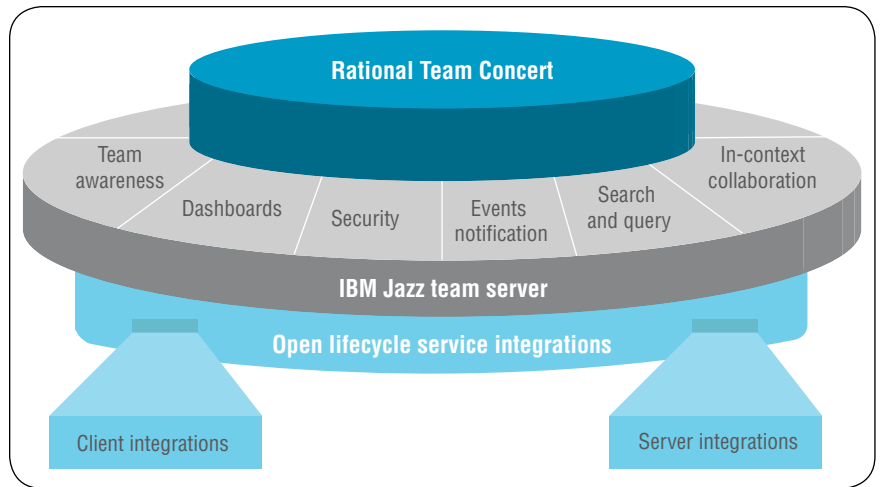 Rational Team Concert
Team
awareness
Dashboards
Security
Events
notification
Search
and query
In-context
collaboration
IBM Jazz team server
Open lifecycle service integrations
Client integrations
Server integrations